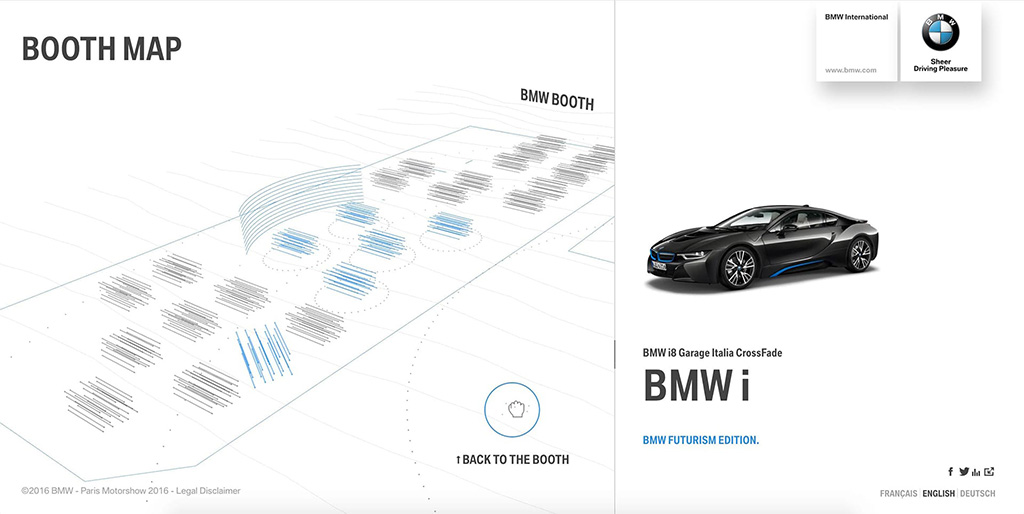 BOOTH MAP
BMW BOOTH
↑ BACK TO THE BOOTH
©2016 BMW - Paris Motorshow 2016 - Legal Disclaimer
BMW International
www.bmw.com
BMW
Sheer
Driving Pleasure
BMW i8 Garage Italia CrossFade
BMW i
BMW FUTURISM EDITION.
FRANÇAIS | ENGLISH | DEUTSCH